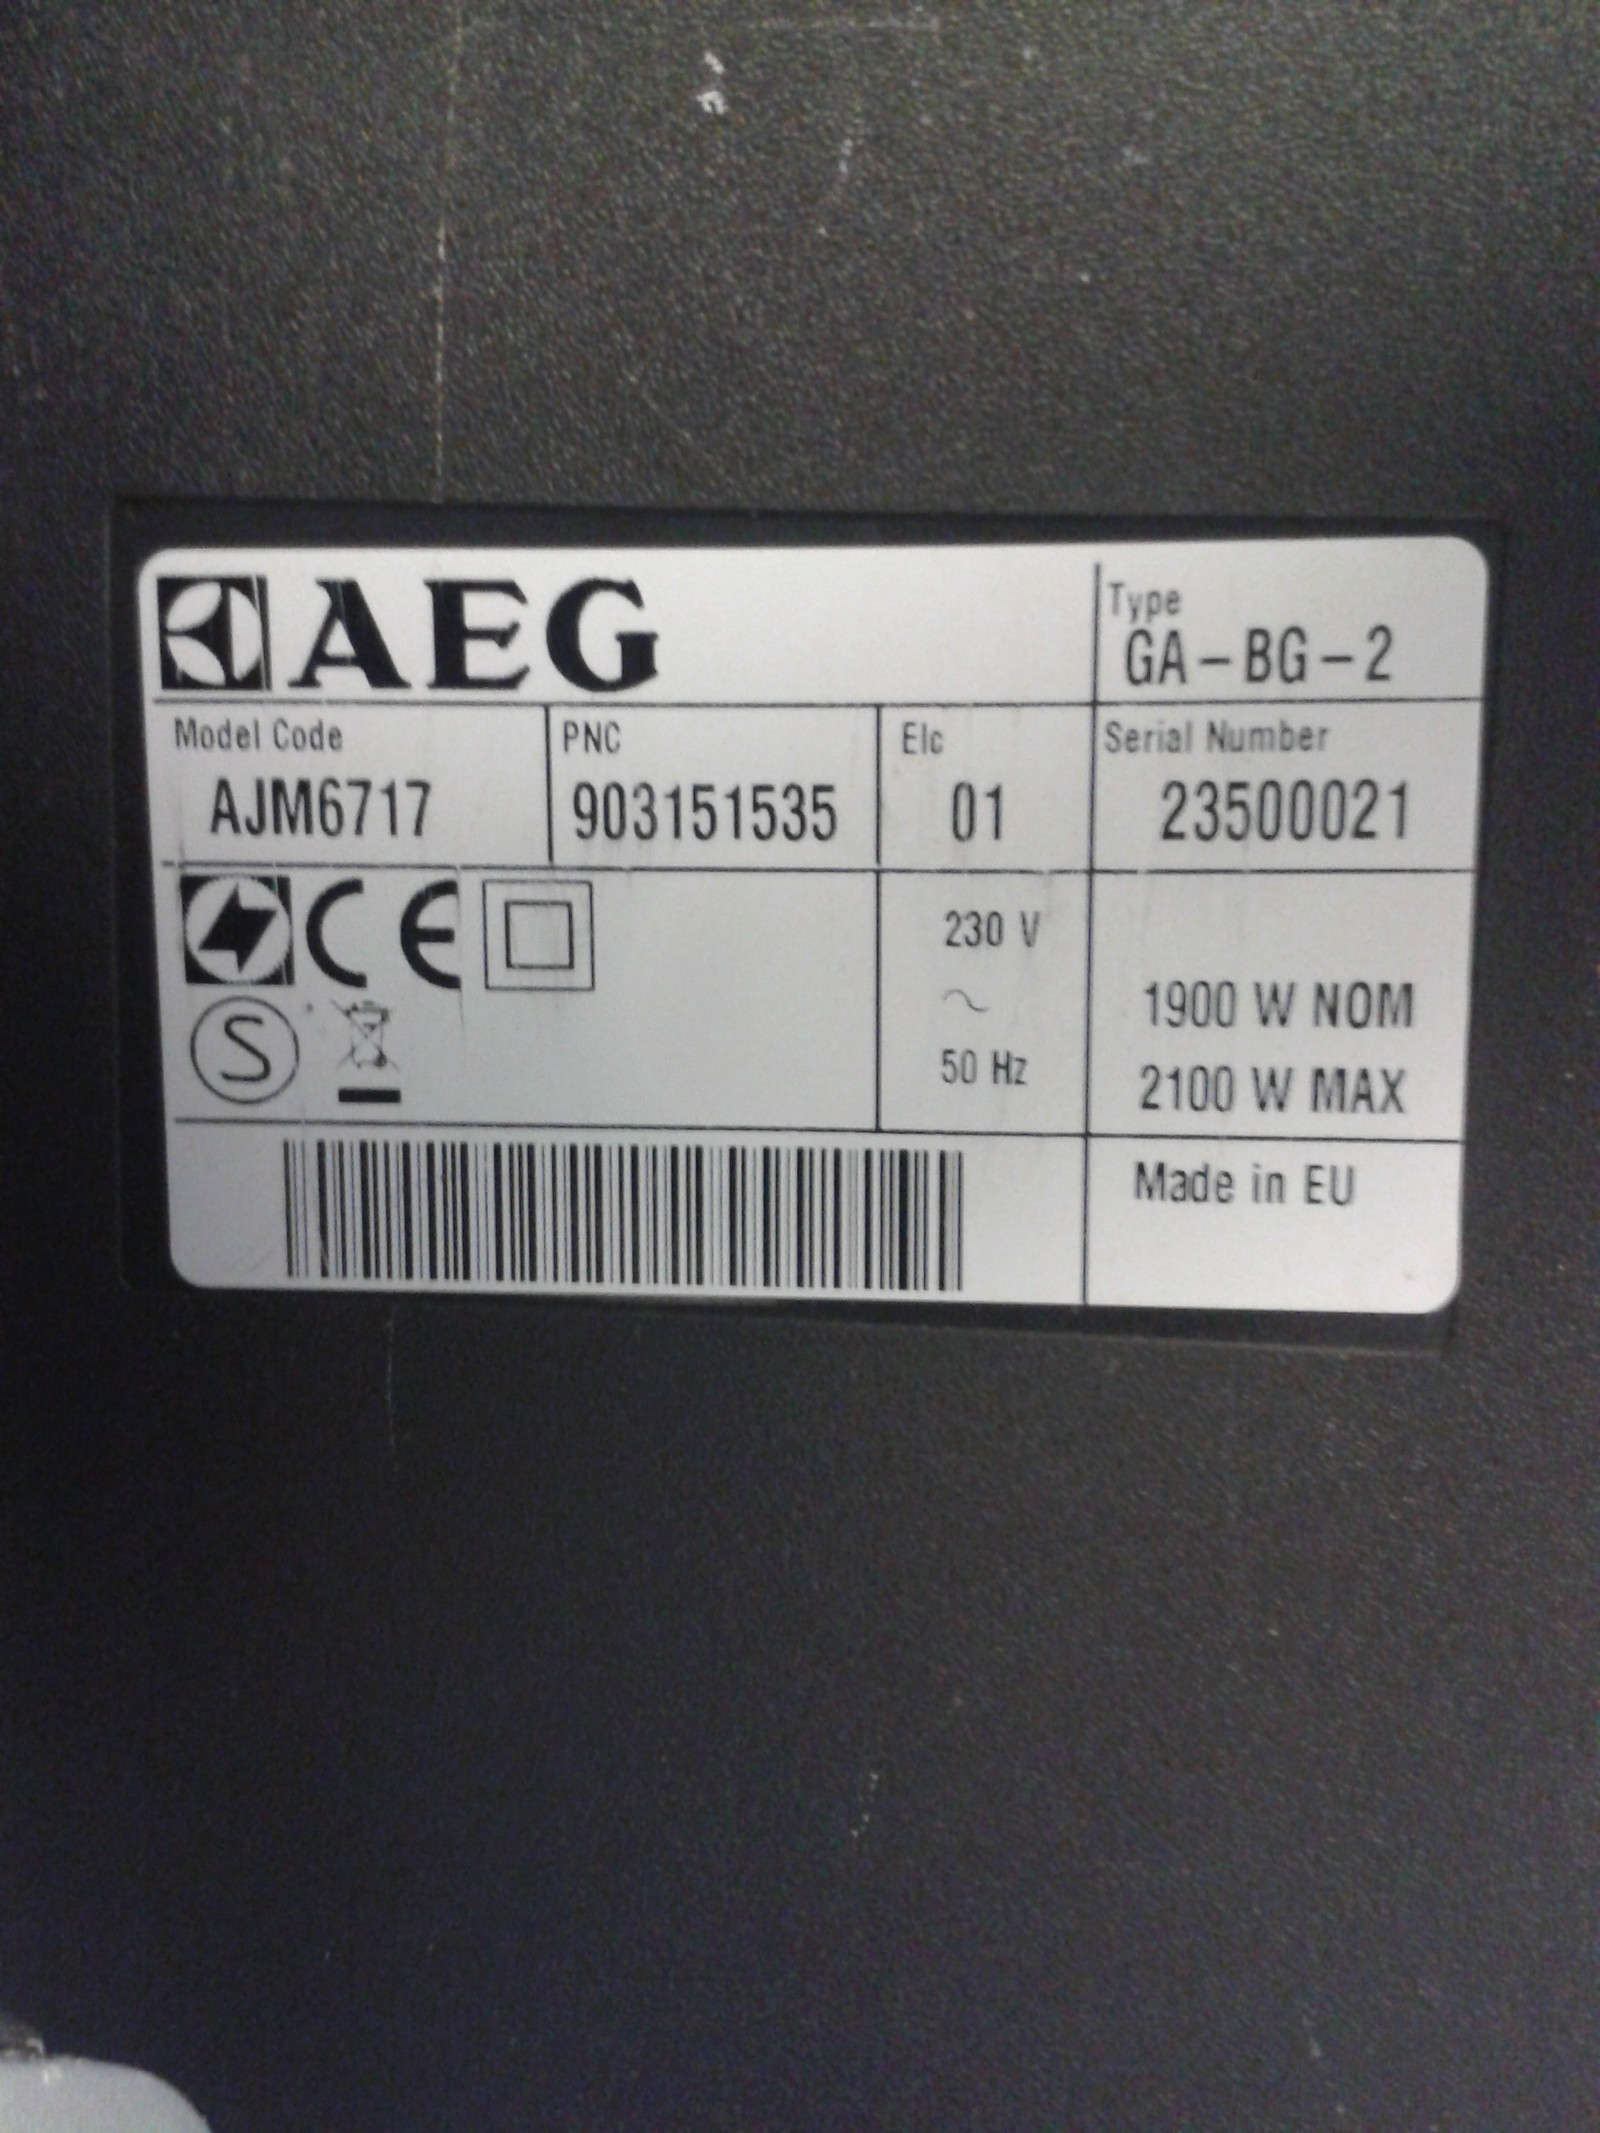 AEG
Type
GA-BG-2
Model Code
AJM6717
PNC
903151535
Elc
01
Serial Number
23500021
CE
S
230 V
~
50 Hz
1900 W NOM
2100 W MAX
Made in EU